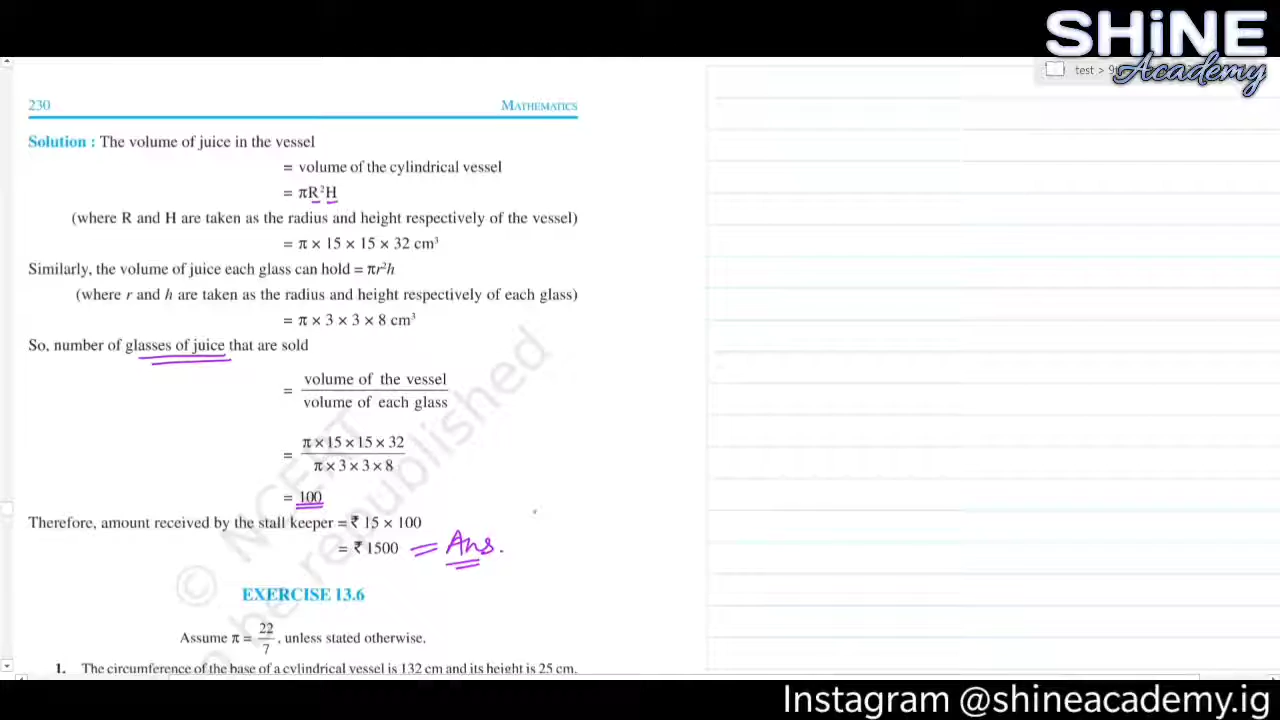 SHiNE
Academy
test > 9
230 MATHEMATICS
Solution : The volume of juice in the vessel
= volume of the cylindrical vessel
= πR²H
(where R and H are taken as the radius and height respectively of the vessel)
= π × 15 × 15 × 32 cm³
Similarly, the volume of juice each glass can hold = πr²h
(where r and h are taken as the radius and height respectively of each glass)
= π × 3 × 3 × 8 cm³
So, number of glasses of juice that are sold
= volume of the vessel
volume of each glass
= π × 15 × 15 × 32
π × 3 × 3 × 8
= 100
Therefore, amount received by the stall keeper = ₹ 15 × 100
= ₹ 1500 = Ans.
© NCERT
be republished
EXERCISE 13.6
Assume π = 22/7, unless stated otherwise.
1. The circumference of the base of a cylindrical vessel is 132 cm and its height is 25 cm.
Instagram @shineacademy.ig